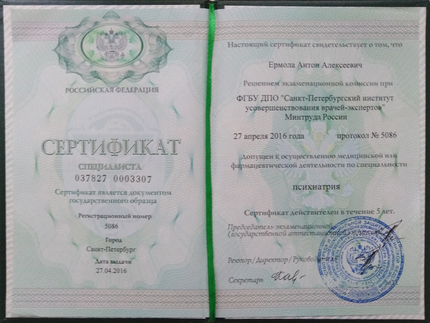 РОССИЙСКАЯ ФЕДЕРАЦИЯ
СЕРТИФИКАТ
СПЕЦИАЛИСТА
037827 0003307
Сертификат является документом
государственного образца
Регистрационный номер
5086
Город
Санкт-Петербург
Дата выдачи
27.04.2016
Настоящий сертификат свидетельствует о том, что
Ермола Антон Алексеевич
Решением экзаменационной комиссии при
ФГБУ ДПО "Санкт-Петербургский институт
усовершенствования врачей-экспертов"
Минтруда России
27 апреля 2016 года протокол № 5086
Допущен к осуществлению медицинской или
фармацевтической деятельности по специальности
психиатрия
Сертификат действителен в течение 5 лет.
Председатель экзаменационной
(государственной аттестационной
Ректор/Директор/Руководитель
Секретарь